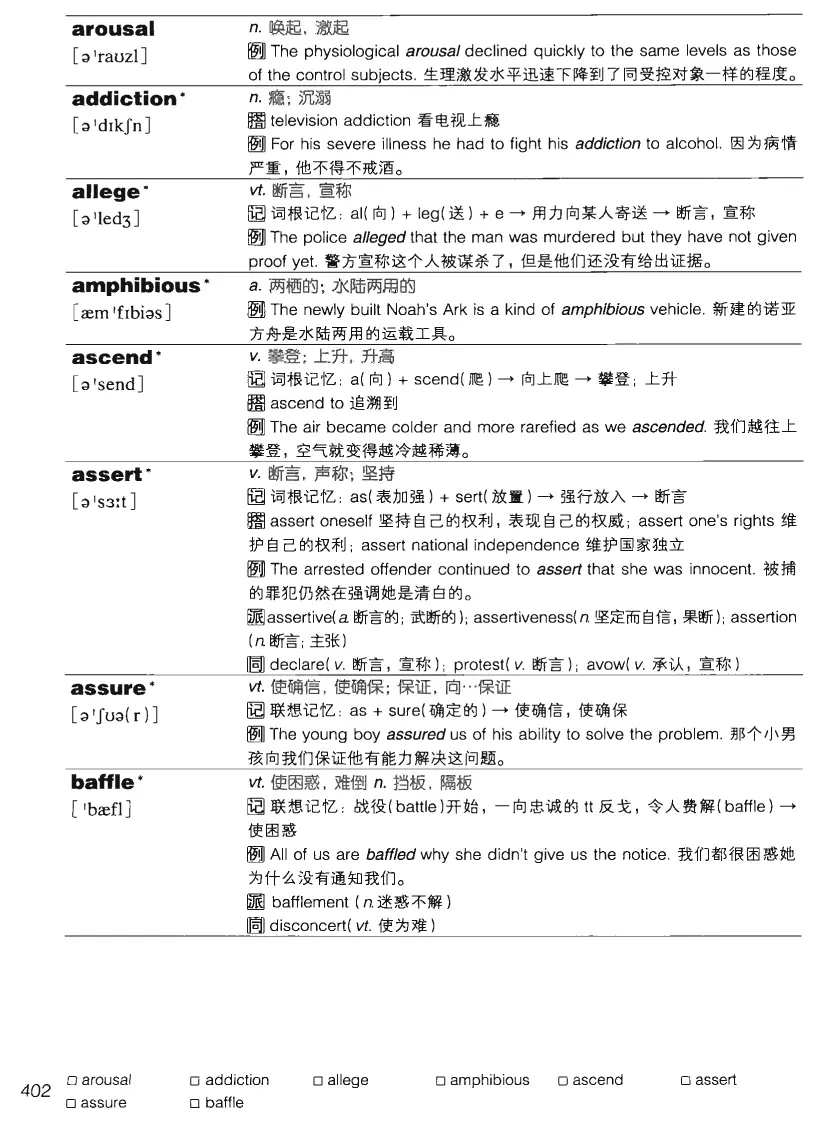 arousal n. 唤起, 激起
[ə'raʊzl] 例 The physiological arousal declined quickly to the same levels as those
of the control subjects. 生理激发水平迅速下降到了同受控对象一样的程度。
addiction* n. 瘾; 沉溺
[ə'dɪkʃn] 搭 television addiction 看电视上瘾
例 For his severe illness he had to fight his addiction to alcohol. 因为病情
严重, 他不得不戒酒。
allege* vt. 断言, 宣称
[ə'ledʒ] 记 词根记忆: al(向) + leg(送) + e → 用力向某人寄送 → 断言, 宣称
例 The police alleged that the man was murdered but they have not given
proof yet. 警方宣称这个人被谋杀了, 但是他们还没有给出证据。
amphibious* a. 两栖的; 水陆两用的
[æm'fɪbiəs] 例 The newly built Noah's Ark is a kind of amphibious vehicle. 新建的诺亚
方舟是水陆两用的运载工具。
ascend* v. 攀登; 上升, 升高
[ə'send] 记 词根记忆: a(向) + scend(爬) → 向上爬 → 攀登; 上升
搭 ascend to 追溯到
例 The air became colder and more rarefied as we ascended. 我们越往上
攀登, 空气就变得越冷越稀薄。
assert* v. 断言, 声称; 坚持
[ə'sɜːt] 记 词根记忆: as(表加强) + sert(放置) → 强行放入 → 断言
搭 assert oneself 坚持自己的权利, 表现自己的权威; assert one's rights 维
护自己的权利; assert national independence 维护国家独立
例 The arrested offender continued to assert that she was innocent. 被捕
的罪犯仍然在强调她是清白的。
派 assertive(a. 断言的; 武断的); assertiveness(n. 坚定而自信, 果断); assertion
(n. 断言; 主张)
同 declare(v. 断言, 宣称); protest(v. 断言); avow(v. 承认, 宣称)
assure* vt. 使确信, 使确保; 保证, 向…保证
[ə'ʃʊə(r)] 记 联想记忆: as + sure(确定的) → 使确信, 使确保
例 The young boy assured us of his ability to solve the problem. 那个小男
孩向我们保证他有能力解决这问题。
baffle* vt. 使困惑, 难倒 n. 挡板, 隔板
['bæfl] 记 联想记忆: 战役(battle)开始, 一向忠诚的 tt 反戈, 令人费解(baffle) →
使困惑
例 All of us are baffled why she didn't give us the notice. 我们都很困惑她
为什么没有通知我们。
派 bafflement (n. 迷惑不解)
同 disconcert(vt. 使为难)
402 □ arousal □ addiction □ allege □ amphibious □ ascend □ assert
□ assure □ baffle